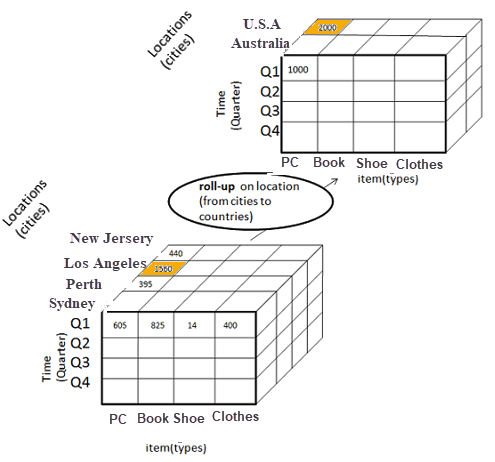 Locations
(cities)
U.S.A
2000
Australia
Time
(Quarter)
Q1 1000
Q2
Q3
Q4
PC Book Shoe Clothes
item(types)
roll-up on location
(from cities to
countries)
Locations
(cities)
New Jersery 440
Los Angeles 1560
Perth 395
Sydney
Time
(Quarter)
Q1 605 825 14 400
Q2
Q3
Q4
PC Book Shoe Clothes
item(types)